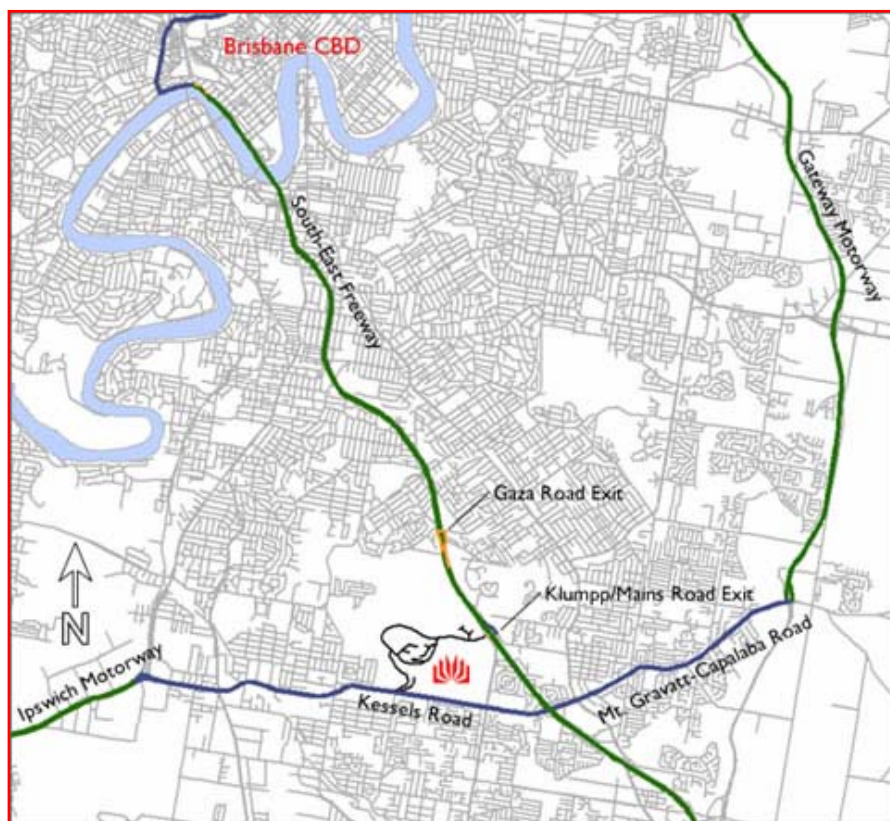 Brisbane CBD
Gateway Motorway
South-East Freeway
Gaza Road Exit
Klumpp/Mains Road Exit
N
Ipswich Motorway
Kessels Road
Mt. Gravatt-Capalaba Road